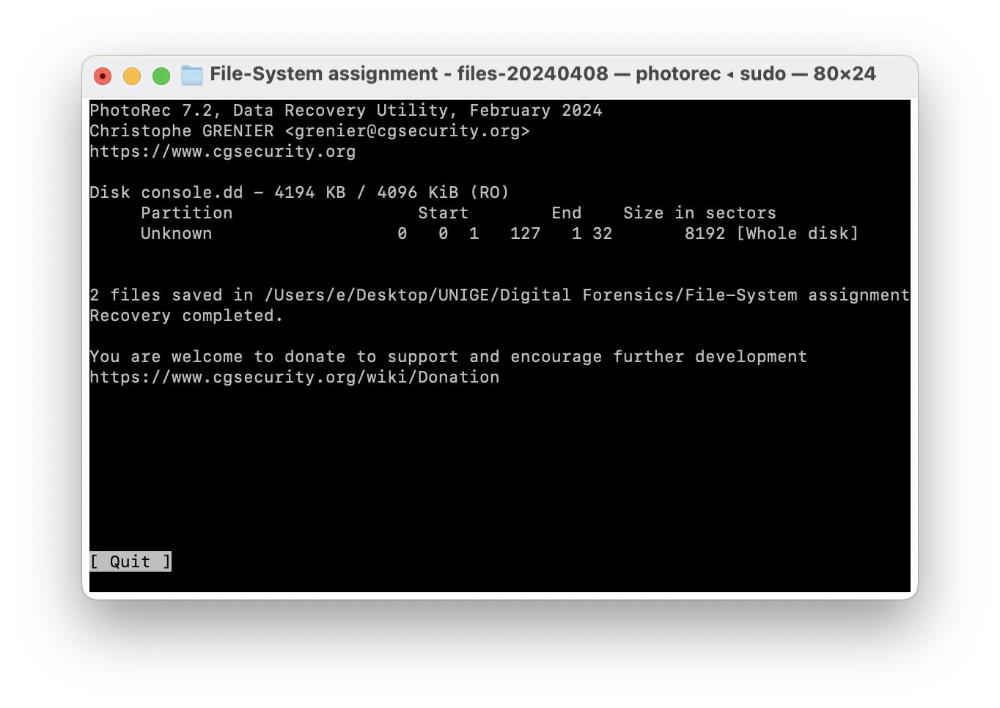 File-System assignment - files-20240408 — photorec ◂ sudo — 80×24
PhotoRec 7.2, Data Recovery Utility, February 2024
Christophe GRENIER <grenier@cgsecurity.org>
https://www.cgsecurity.org
Disk console.dd - 4194 KB / 4096 KiB (RO)
Partition Start End Size in sectors
Unknown 0 0 1 127 1 32 8192 [Whole disk]
2 files saved in /Users/e/Desktop/UNIGE/Digital Forensics/File-System assignment
Recovery completed.
You are welcome to donate to support and encourage further development
https://www.cgsecurity.org/wiki/Donation
[ Quit ]